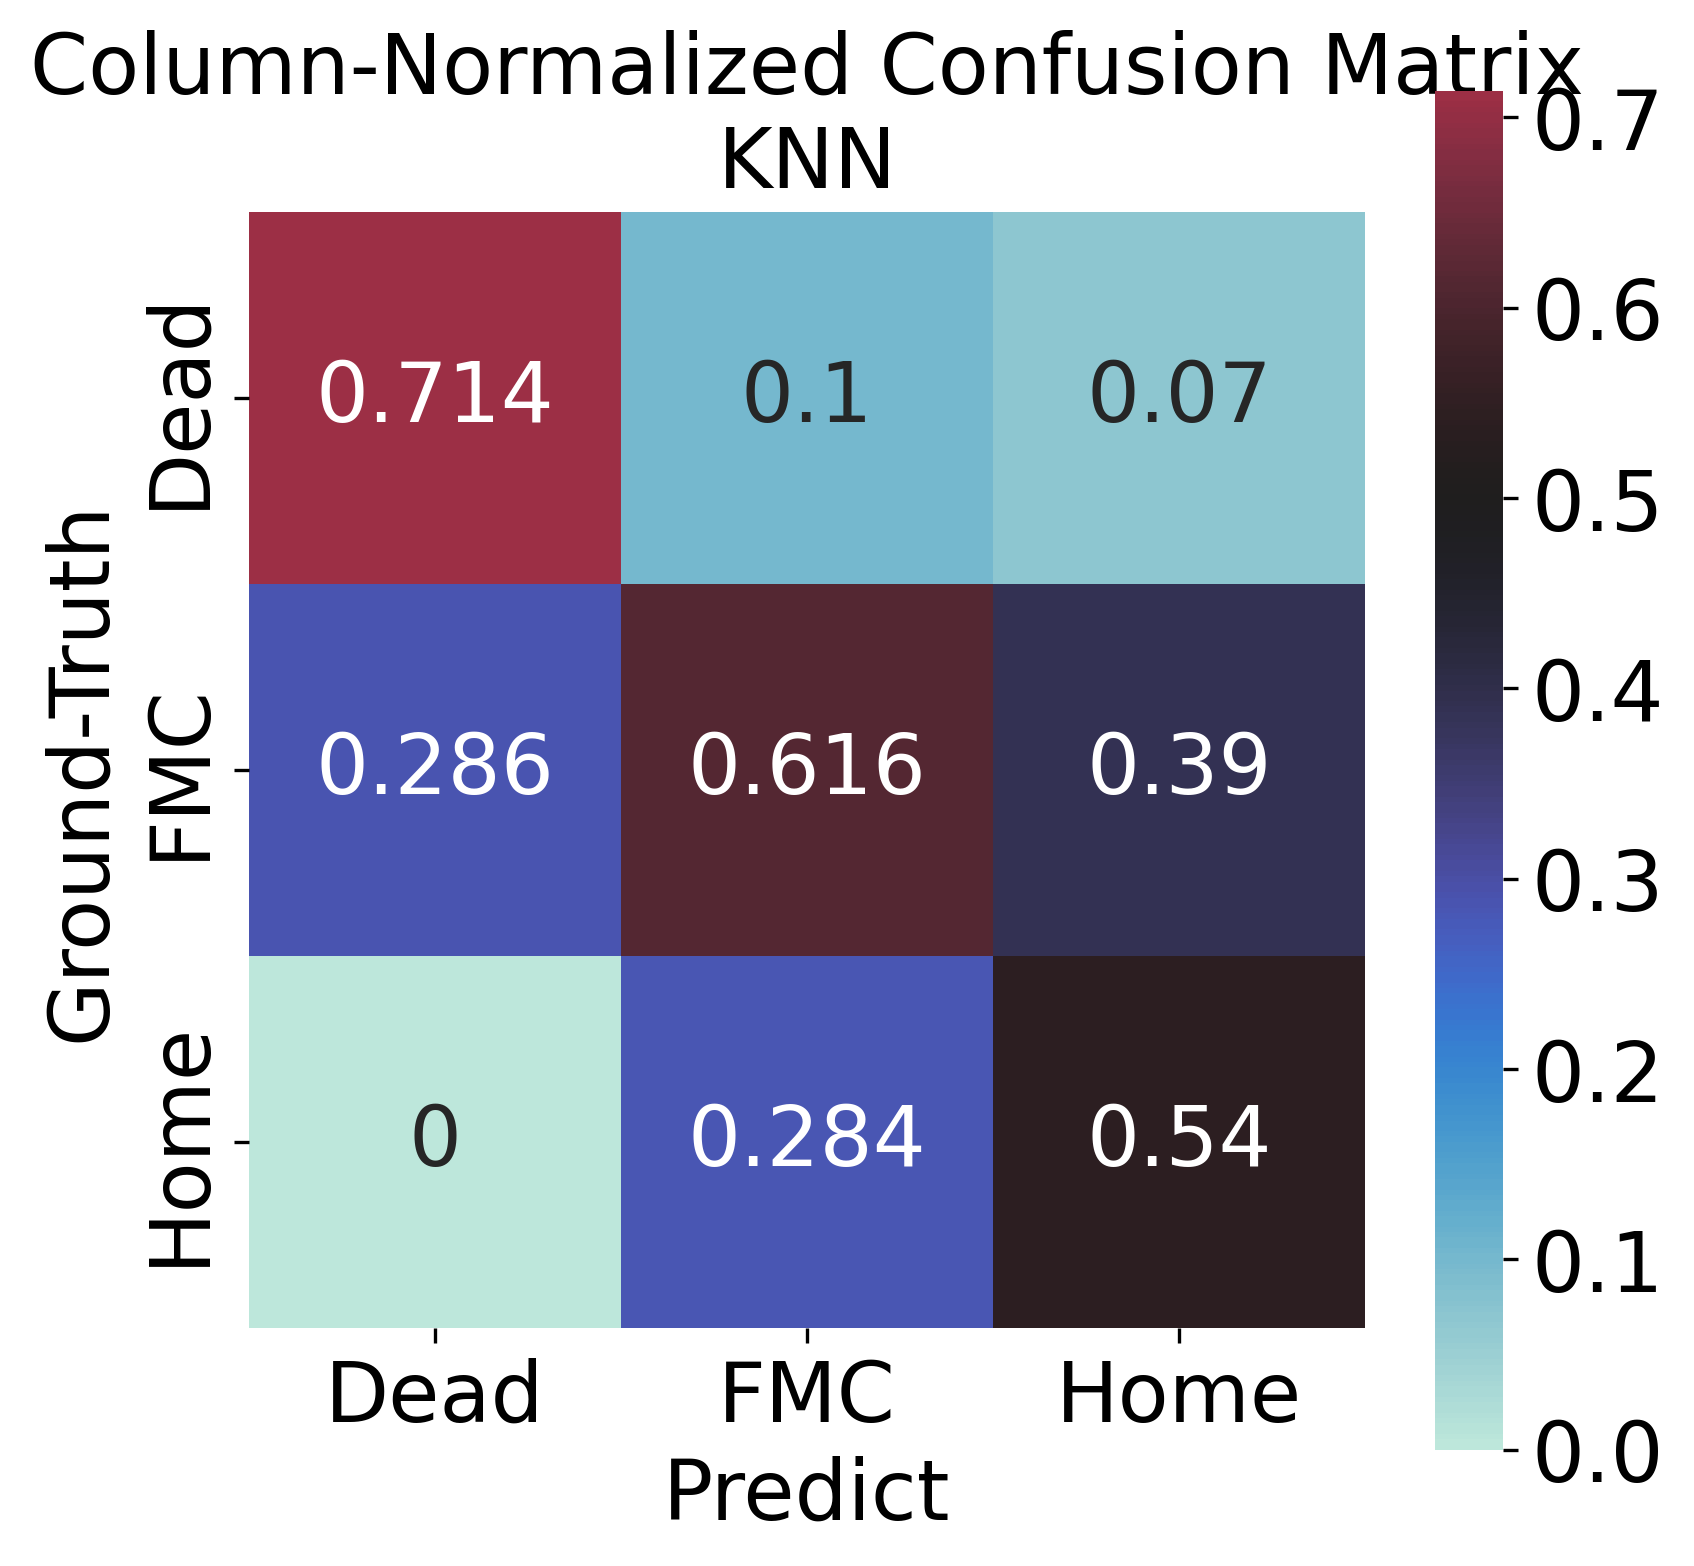 Column-Normalized Confusion Matrix
KNN
Ground-Truth
Dead
FMC
Home
0.714 0.1 0.07
0.286 0.616 0.39
0 0.284 0.54
Dead FMC Home
Predict
0.7
0.6
0.5
0.4
0.3
0.2
0.1
0.0